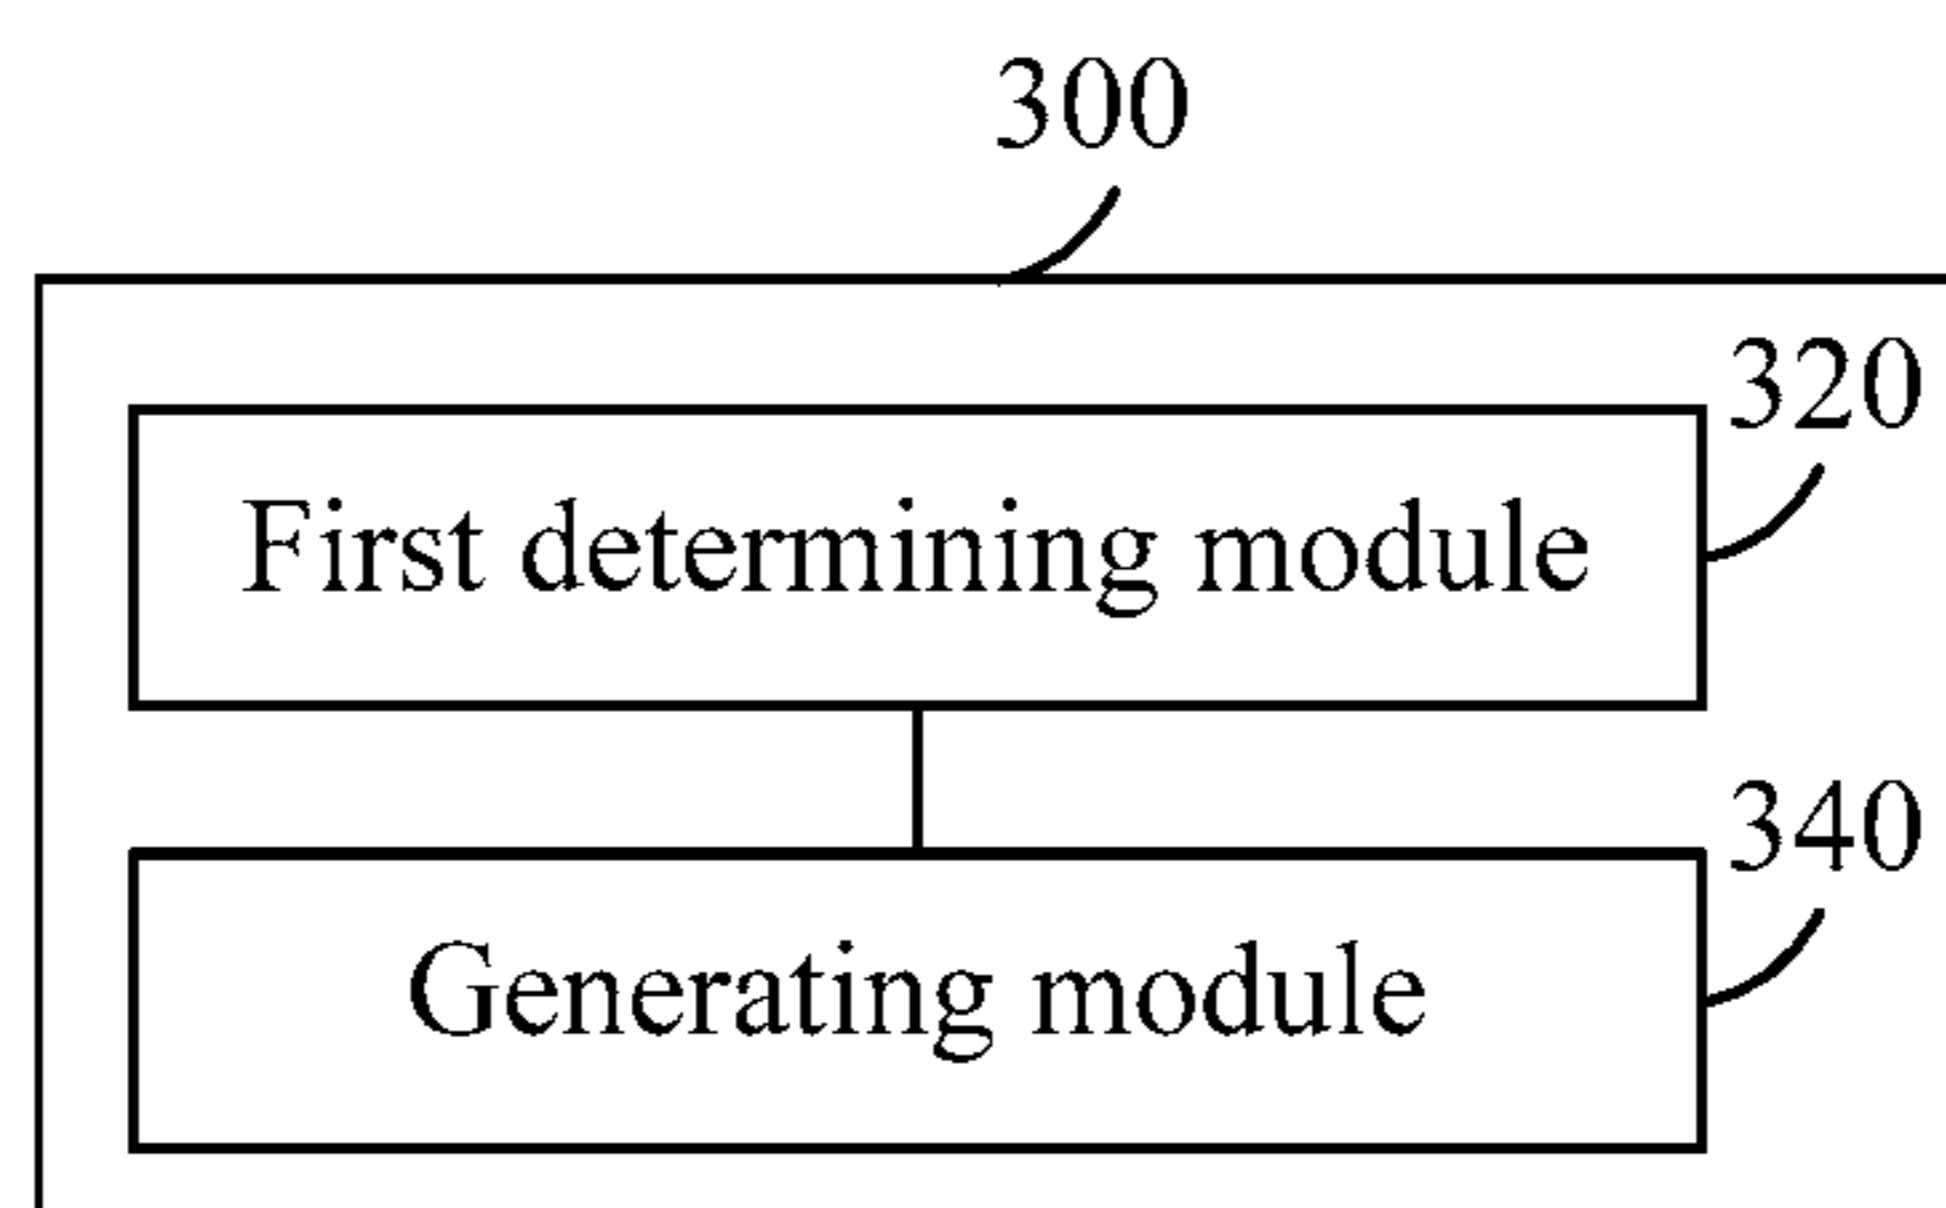 300
320
First determining module
340
Generating module